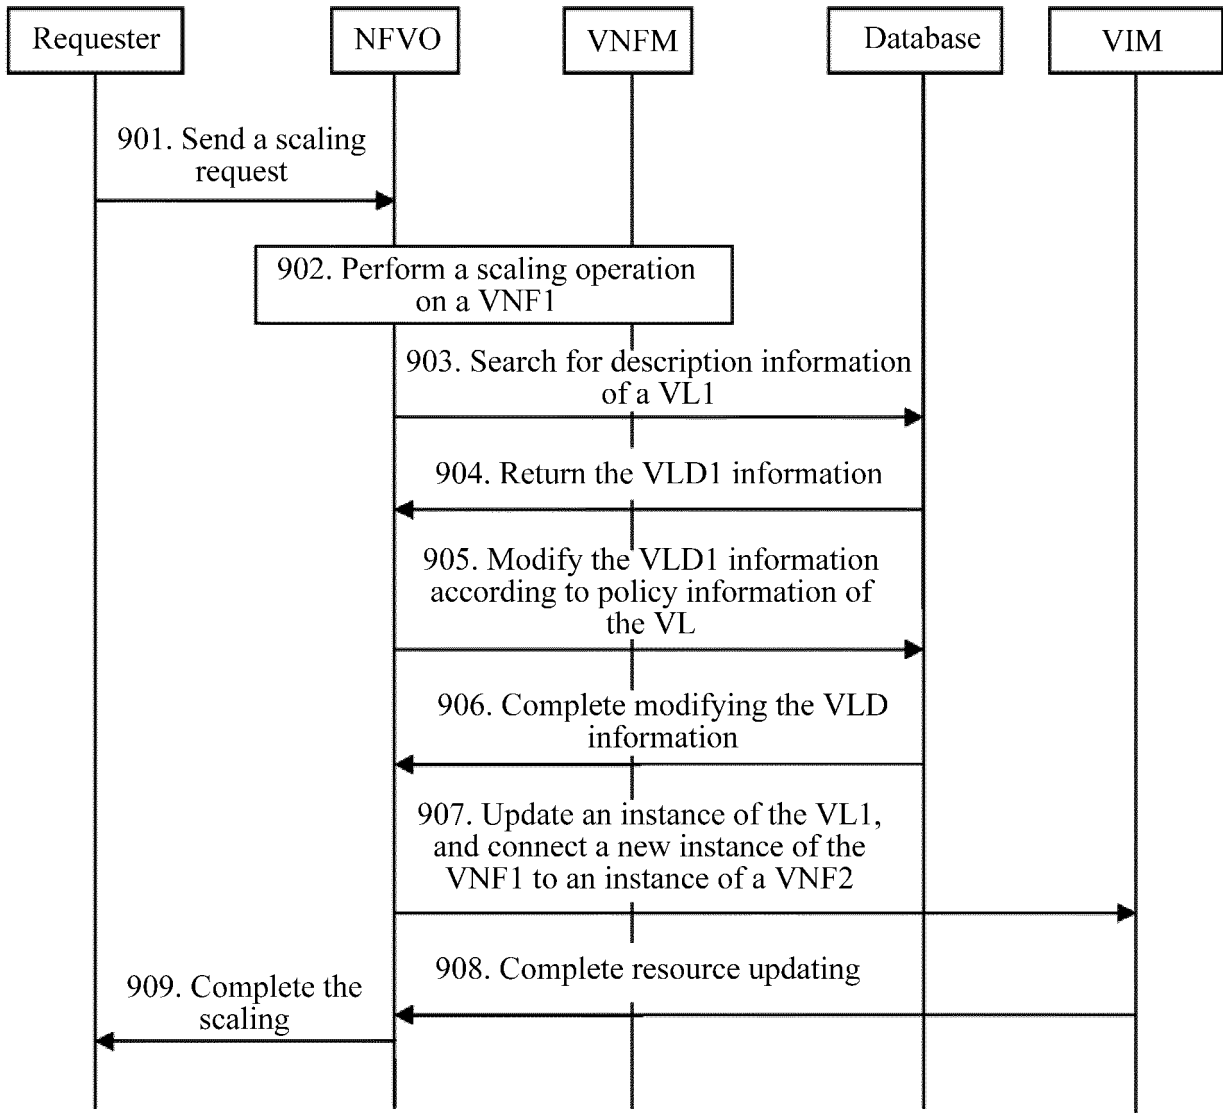 Requester
NFVO
VNFM
Database
VIM
901. Send a scaling
request
902. Perform a scaling operation
on a VNF1
903. Search for description information
of a VL1
904. Return the VLD1 information
905. Modify the VLD1 information
according to policy information of
the VL
906. Complete modifying the VLD
information
907. Update an instance of the VL1,
and connect a new instance of the
VNF1 to an instance of a VNF2
908. Complete resource updating
909. Complete the
scaling